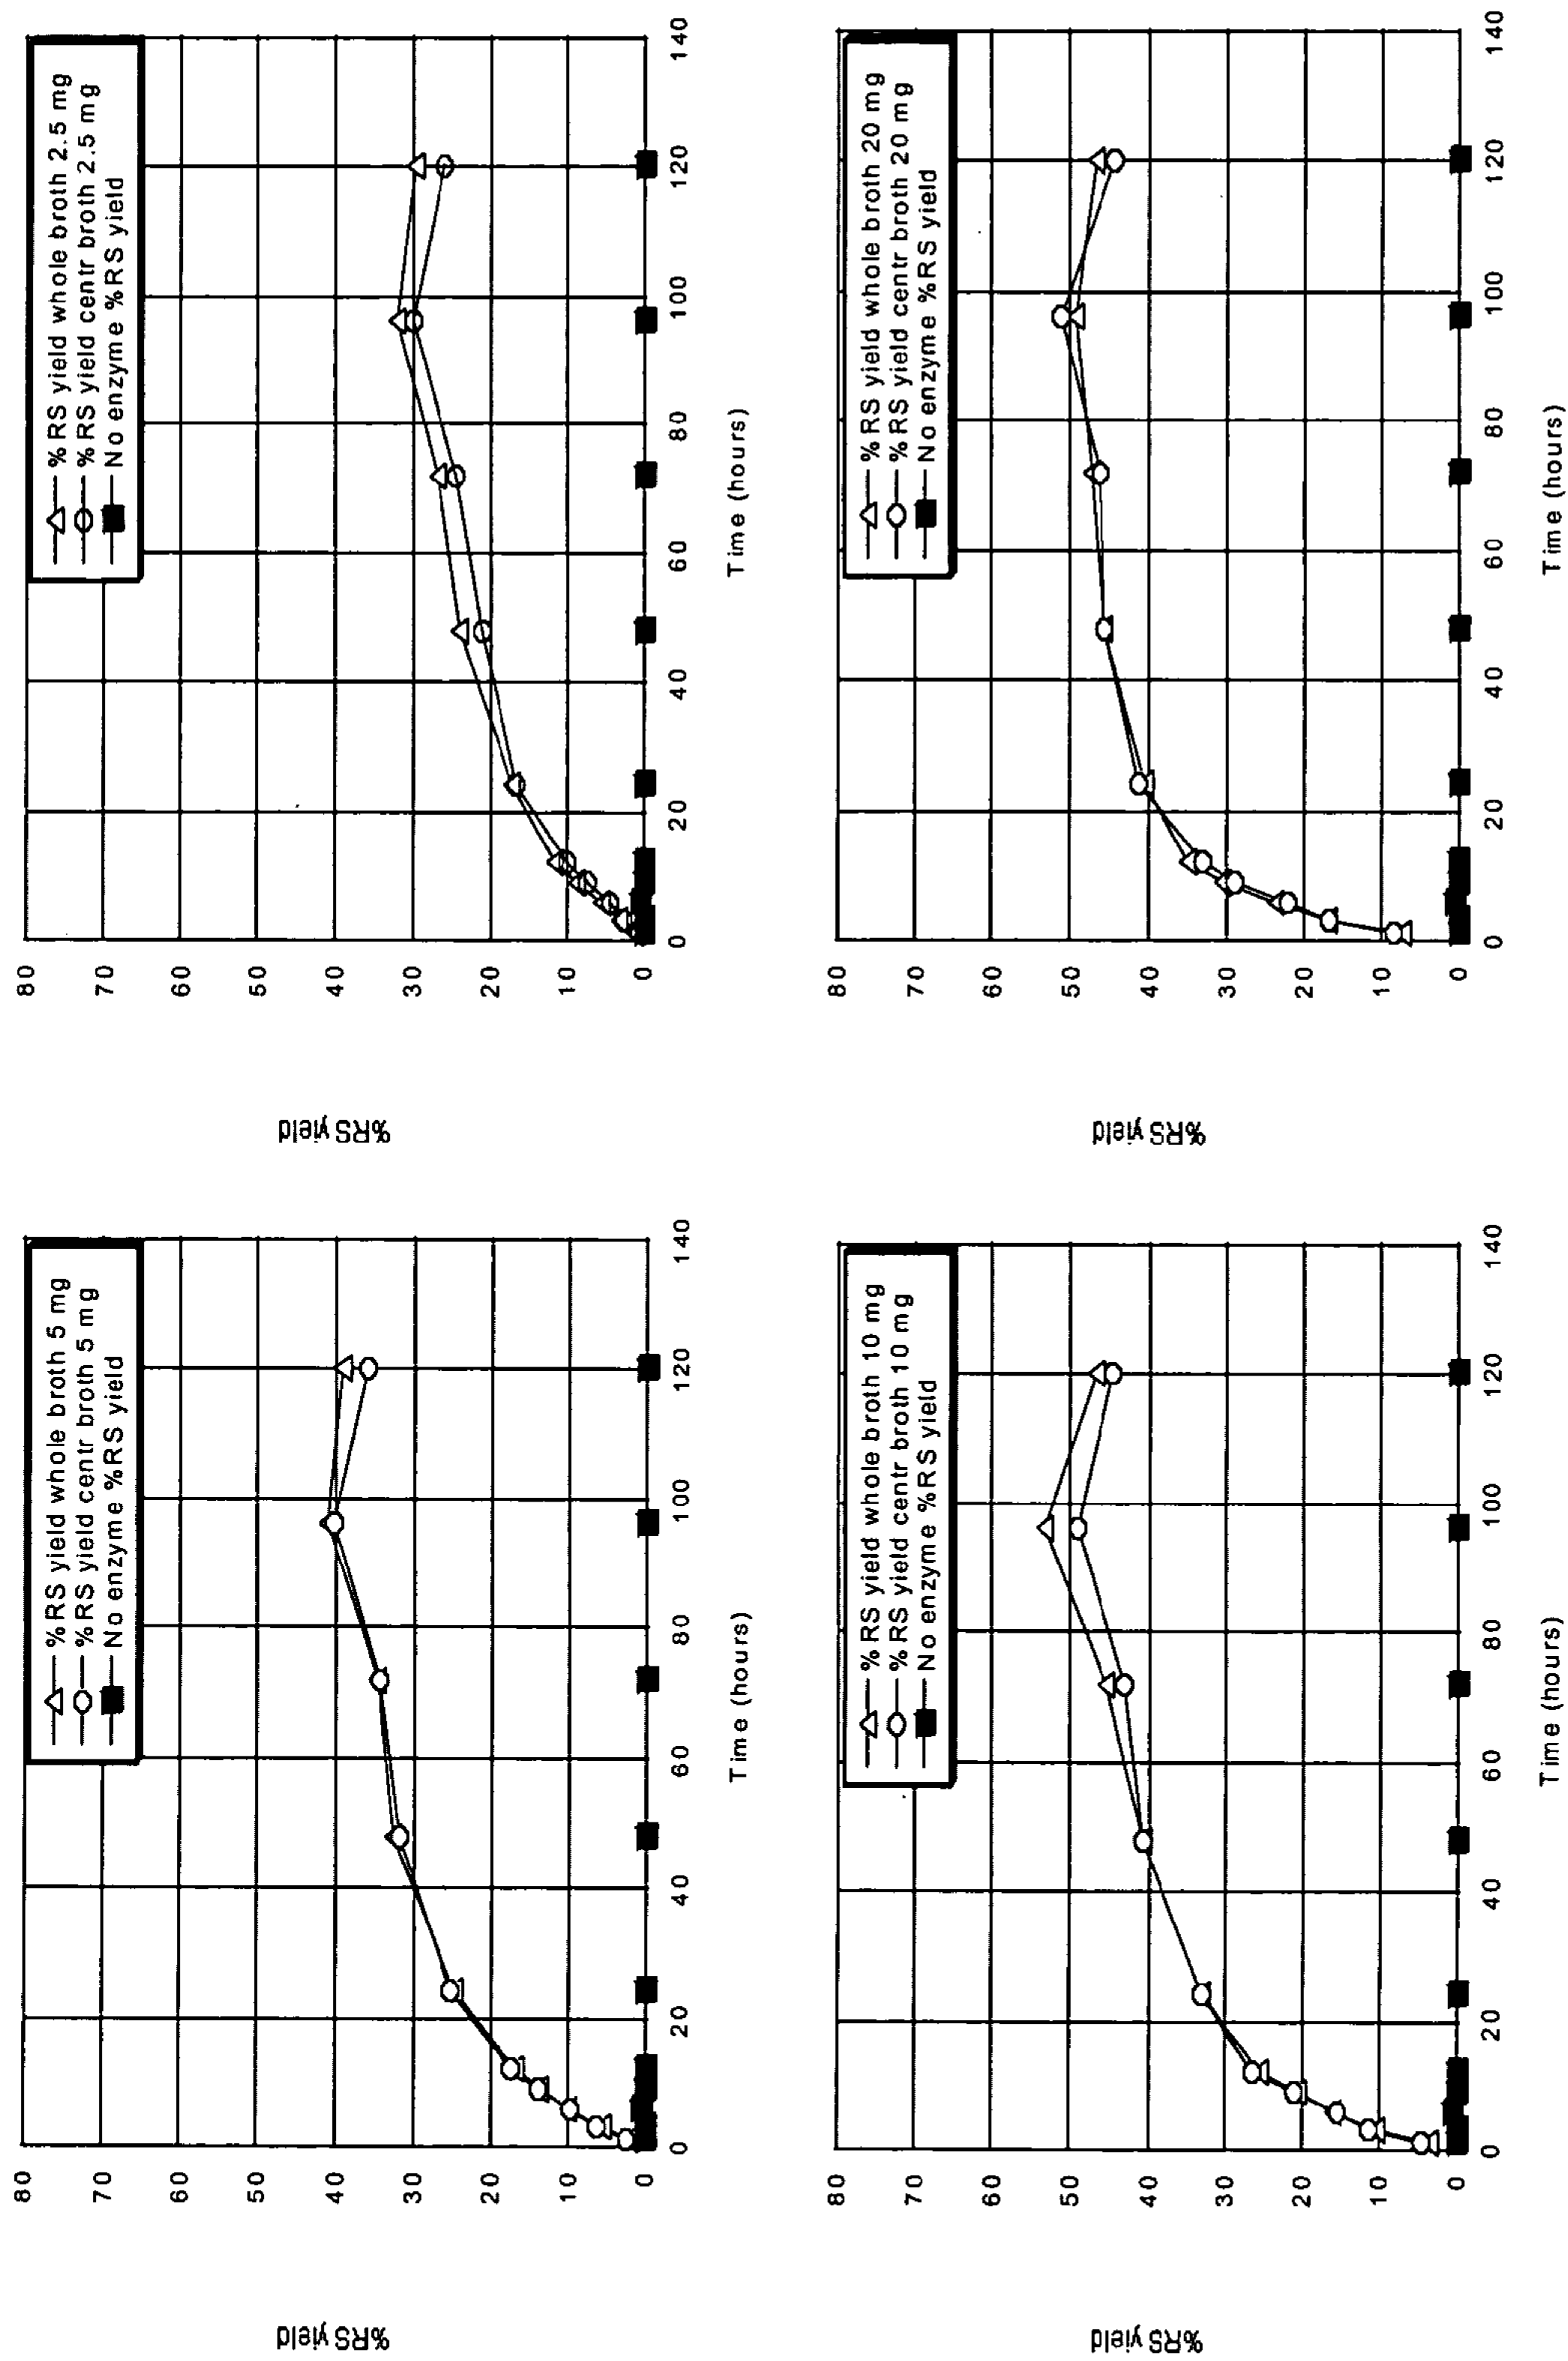 %RS yield
80
70
60
50
40
30
20
10
0
%RS yield whole broth 5 mg
%RS yield centr broth 5 mg
No enzyme %RS yield
0 20 40 60 80 100 120 140
Time (hours)
%RS yield
80
70
60
50
40
30
20
10
0
%RS yield whole broth 2.5 mg
%RS yield centr broth 2.5 mg
No enzyme %RS yield
0 20 40 60 80 100 120 140
Time (hours)
%RS yield
80
70
60
50
40
30
20
10
0
%RS yield whole broth 10 mg
%RS yield centr broth 10 mg
No enzyme %RS yield
0 20 40 60 80 100 120 140
Time (hours)
%RS yield
80
70
60
50
40
30
20
10
0
%RS yield whole broth 20 mg
%RS yield centr broth 20 mg
No enzyme %RS yield
0 20 40 60 80 100 120 140
Time (hours)